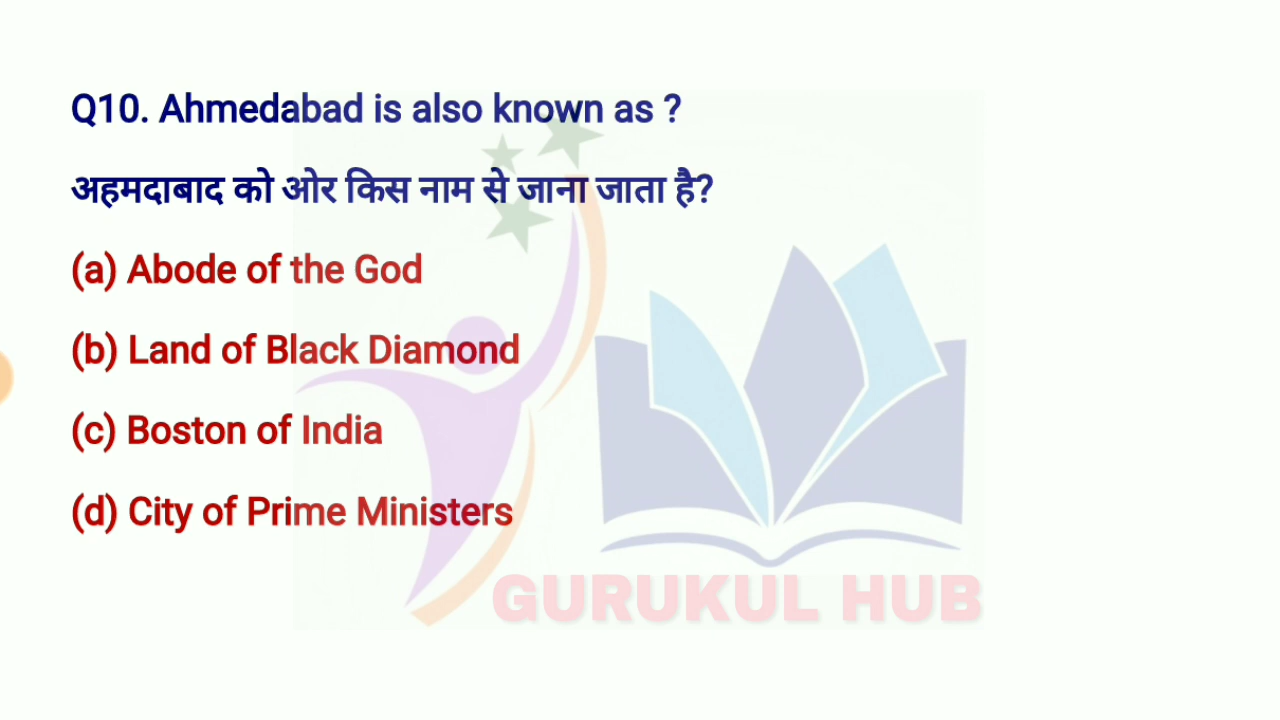 Q10. Ahmedabad is also known as ?
अहमदाबाद को ओर किस नाम से जाना जाता है?
(a) Abode of the God
(b) Land of Black Diamond
(c) Boston of India
(d) City of Prime Ministers
GURUKUL HUB